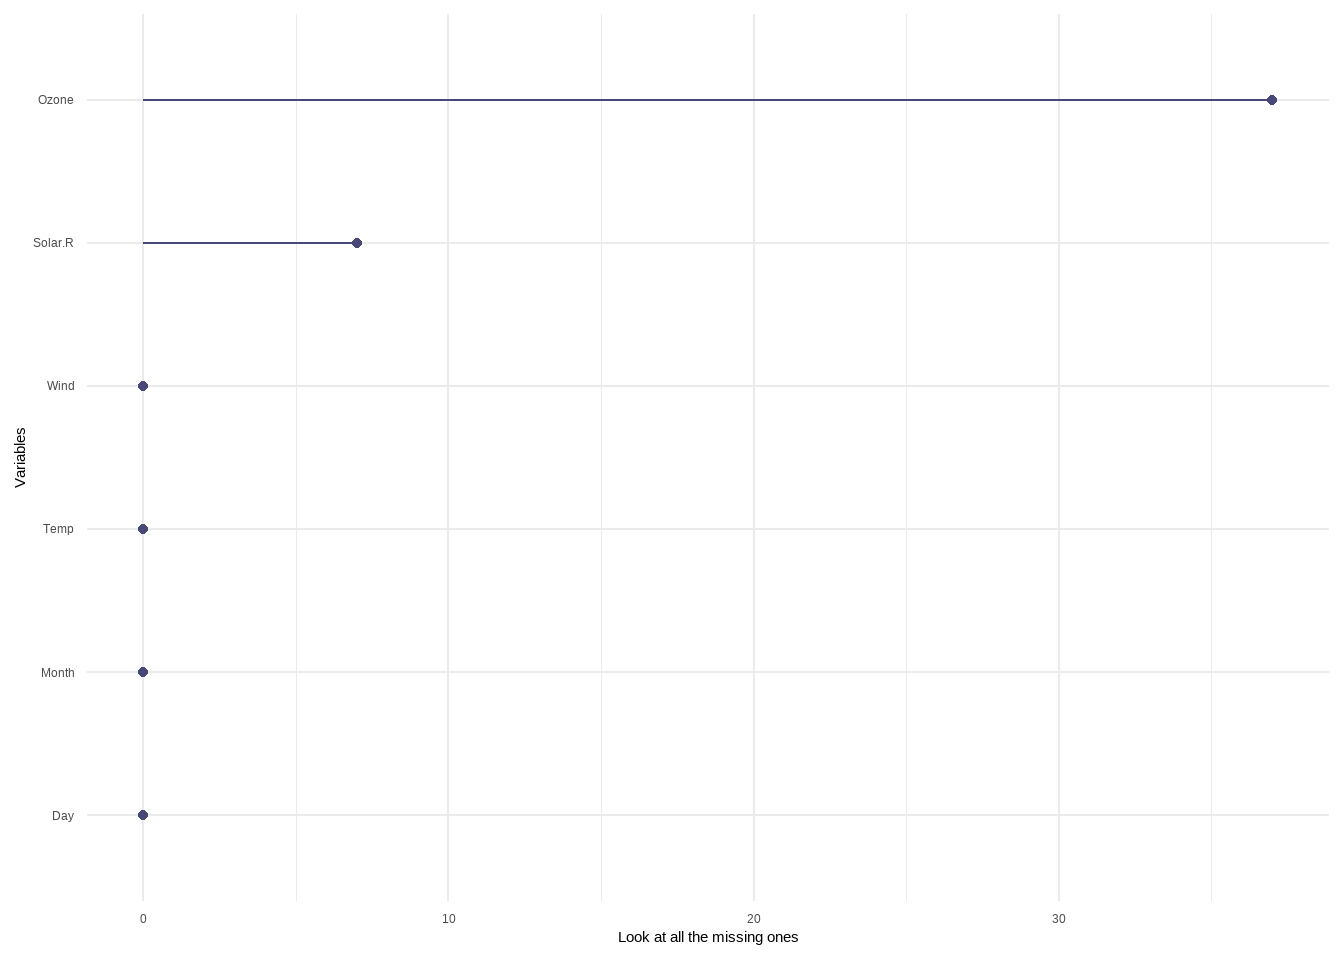 Ozone
Solar.R
Wind
Temp
Month
Day
Variables
0 10 20 30
Look at all the missing ones